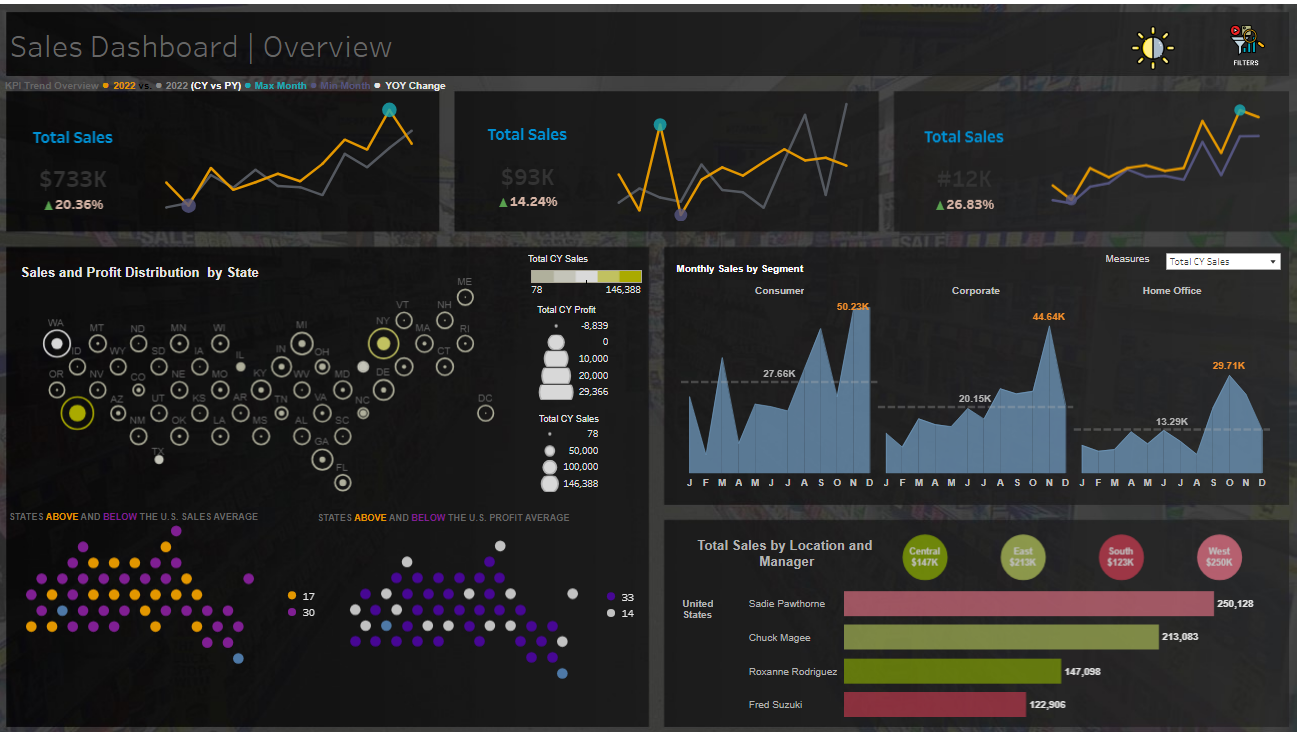 Sales Dashboard | Overview
FILTERS
KPI Trend Overview 2022 vs. 2022 (CY vs PY) Max Month Min Month YOY Change
Total Sales
$733K
▲20.36%
Total Sales
$93K
▲14.24%
Total Sales
#12K
▲26.83%
SALE
SALE
Sales and Profit Distribution by State
Total CY Sales
78 146,388
Total CY Profit
-8,839
0
10,000
20,000
29,366
Total CY Sales
78
50,000
100,000
146,388
ME
VT NH
WA MT ND MN WI MI NY MA RI
ID WY SD IA IL IN OH CT
OR NV CO NE MO KY WV MD DE
AZ UT KS AR TN VA NC DC
NM OK LA MS AL SC
TX GA
FL
STATES ABOVE AND BELOW THE U.S. SALES AVERAGE
17
30
STATES ABOVE AND BELOW THE U.S. PROFIT AVERAGE
33
14
Measures Total CY Sales
Monthly Sales by Segment
Consumer Corporate Home Office
50.23K
44.64K
29.71K
27.66K
20.15K
13.29K
J F M A M J J A S O N D J F M A M J J A S O N D J F M A M J J A S O N D
Total Sales by Location and
Manager
Central
$147K
East
$213K
South
$123K
West
$250K
United
States
Sadie Pawthorne 250,128
Chuck Magee 213,083
Roxanne Rodriguez 147,098
Fred Suzuki 122,906